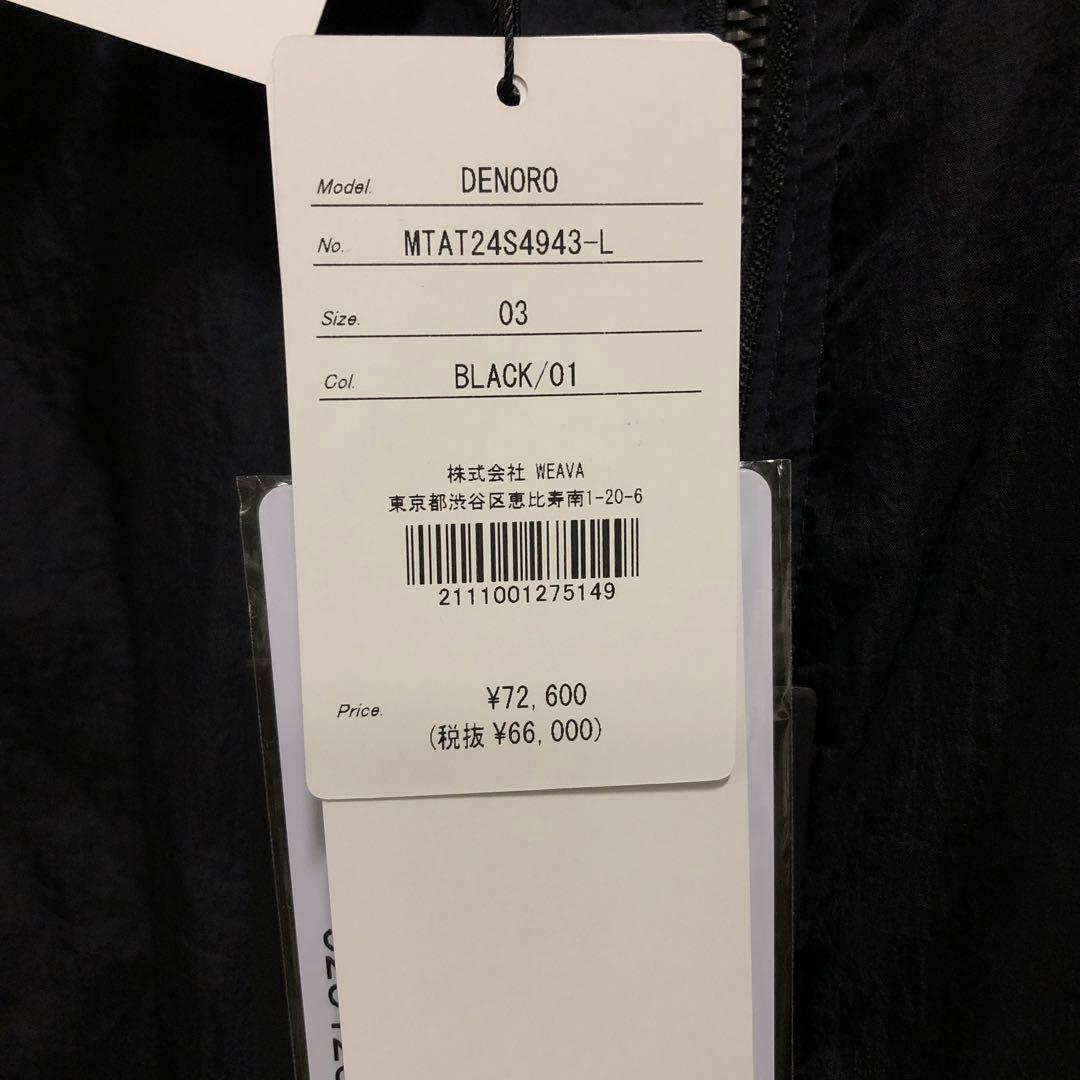 Model. DENORO
No. MTAT24S4943-L
Size. 03
Col. BLACK/01
株式会社 WEAVA
東京都渋谷区恵比寿南1-20-6
2111001275149
Price. ¥72,600
(税抜 ¥66,000)